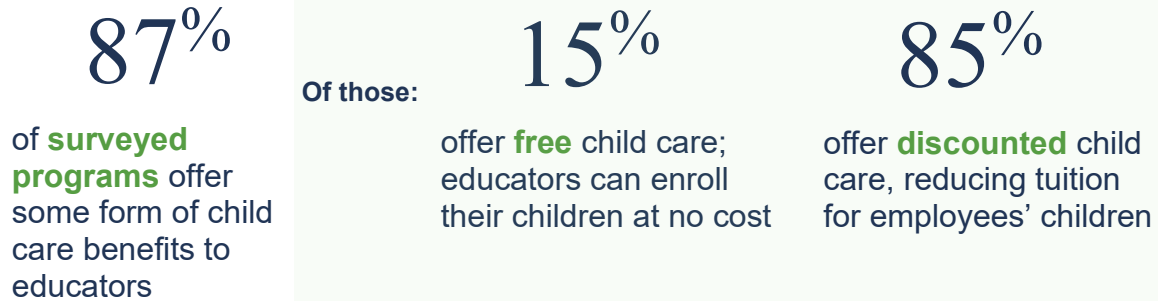 87%
of surveyed
programs offer
some form of child
care benefits to
educators
Of those:
15%
offer free child care;
educators can enroll
their children at no cost
85%
offer discounted child
care, reducing tuition
for employees’ children